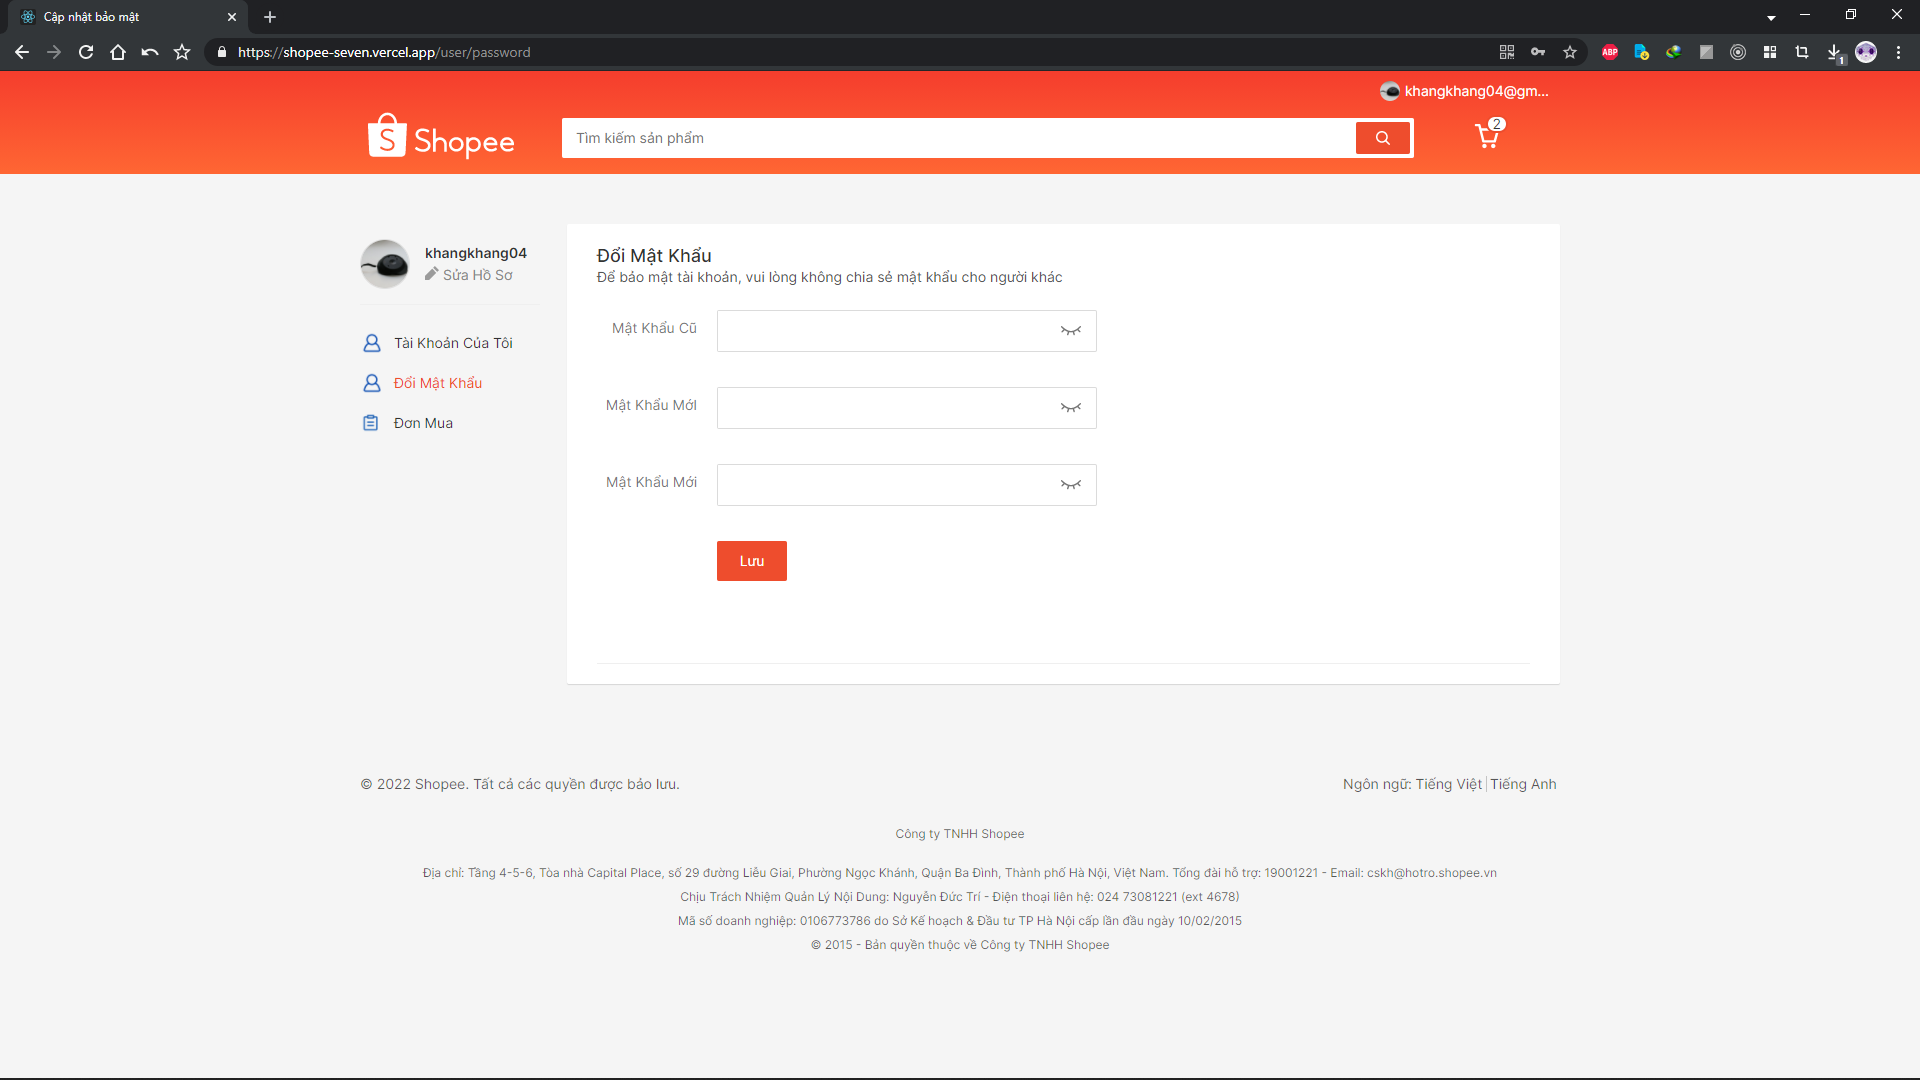 Cập nhật bảo mật
https://shopee-seven.vercel.app/user/password
ABP
1
khangkhang04@gm...
Shopee
Tìm kiếm sản phẩm
2
khangkhang04
Sửa Hồ Sơ
Tài Khoản Của Tôi
Đổi Mật Khẩu
Đơn Mua
Đổi Mật Khẩu
Để bảo mật tài khoản, vui lòng không chia sẻ mật khẩu cho người khác
Mật Khẩu Cũ
Mật Khẩu MớI
Mật Khẩu Mới
Lưu
© 2022 Shopee. Tất cả các quyền được bảo lưu.
Ngôn ngữ: Tiếng Việt | Tiếng Anh
Công ty TNHH Shopee
Địa chỉ: Tầng 4-5-6, Tòa nhà Capital Place, số 29 đường Liễu Giai, Phường Ngọc Khánh, Quận Ba Đình, Thành phố Hà Nội, Việt Nam. Tổng đài hỗ trợ: 19001221 - Email: cskh@hotro.shopee.vn
Chịu Trách Nhiệm Quản Lý Nội Dung: Nguyễn Đức Trí - Điện thoại liên hệ: 024 73081221 (ext 4678)
Mã số doanh nghiệp: 0106773786 do Sở Kế hoạch & Đầu tư TP Hà Nội cấp lần đầu ngày 10/02/2015
© 2015 - Bản quyền thuộc về Công ty TNHH Shopee